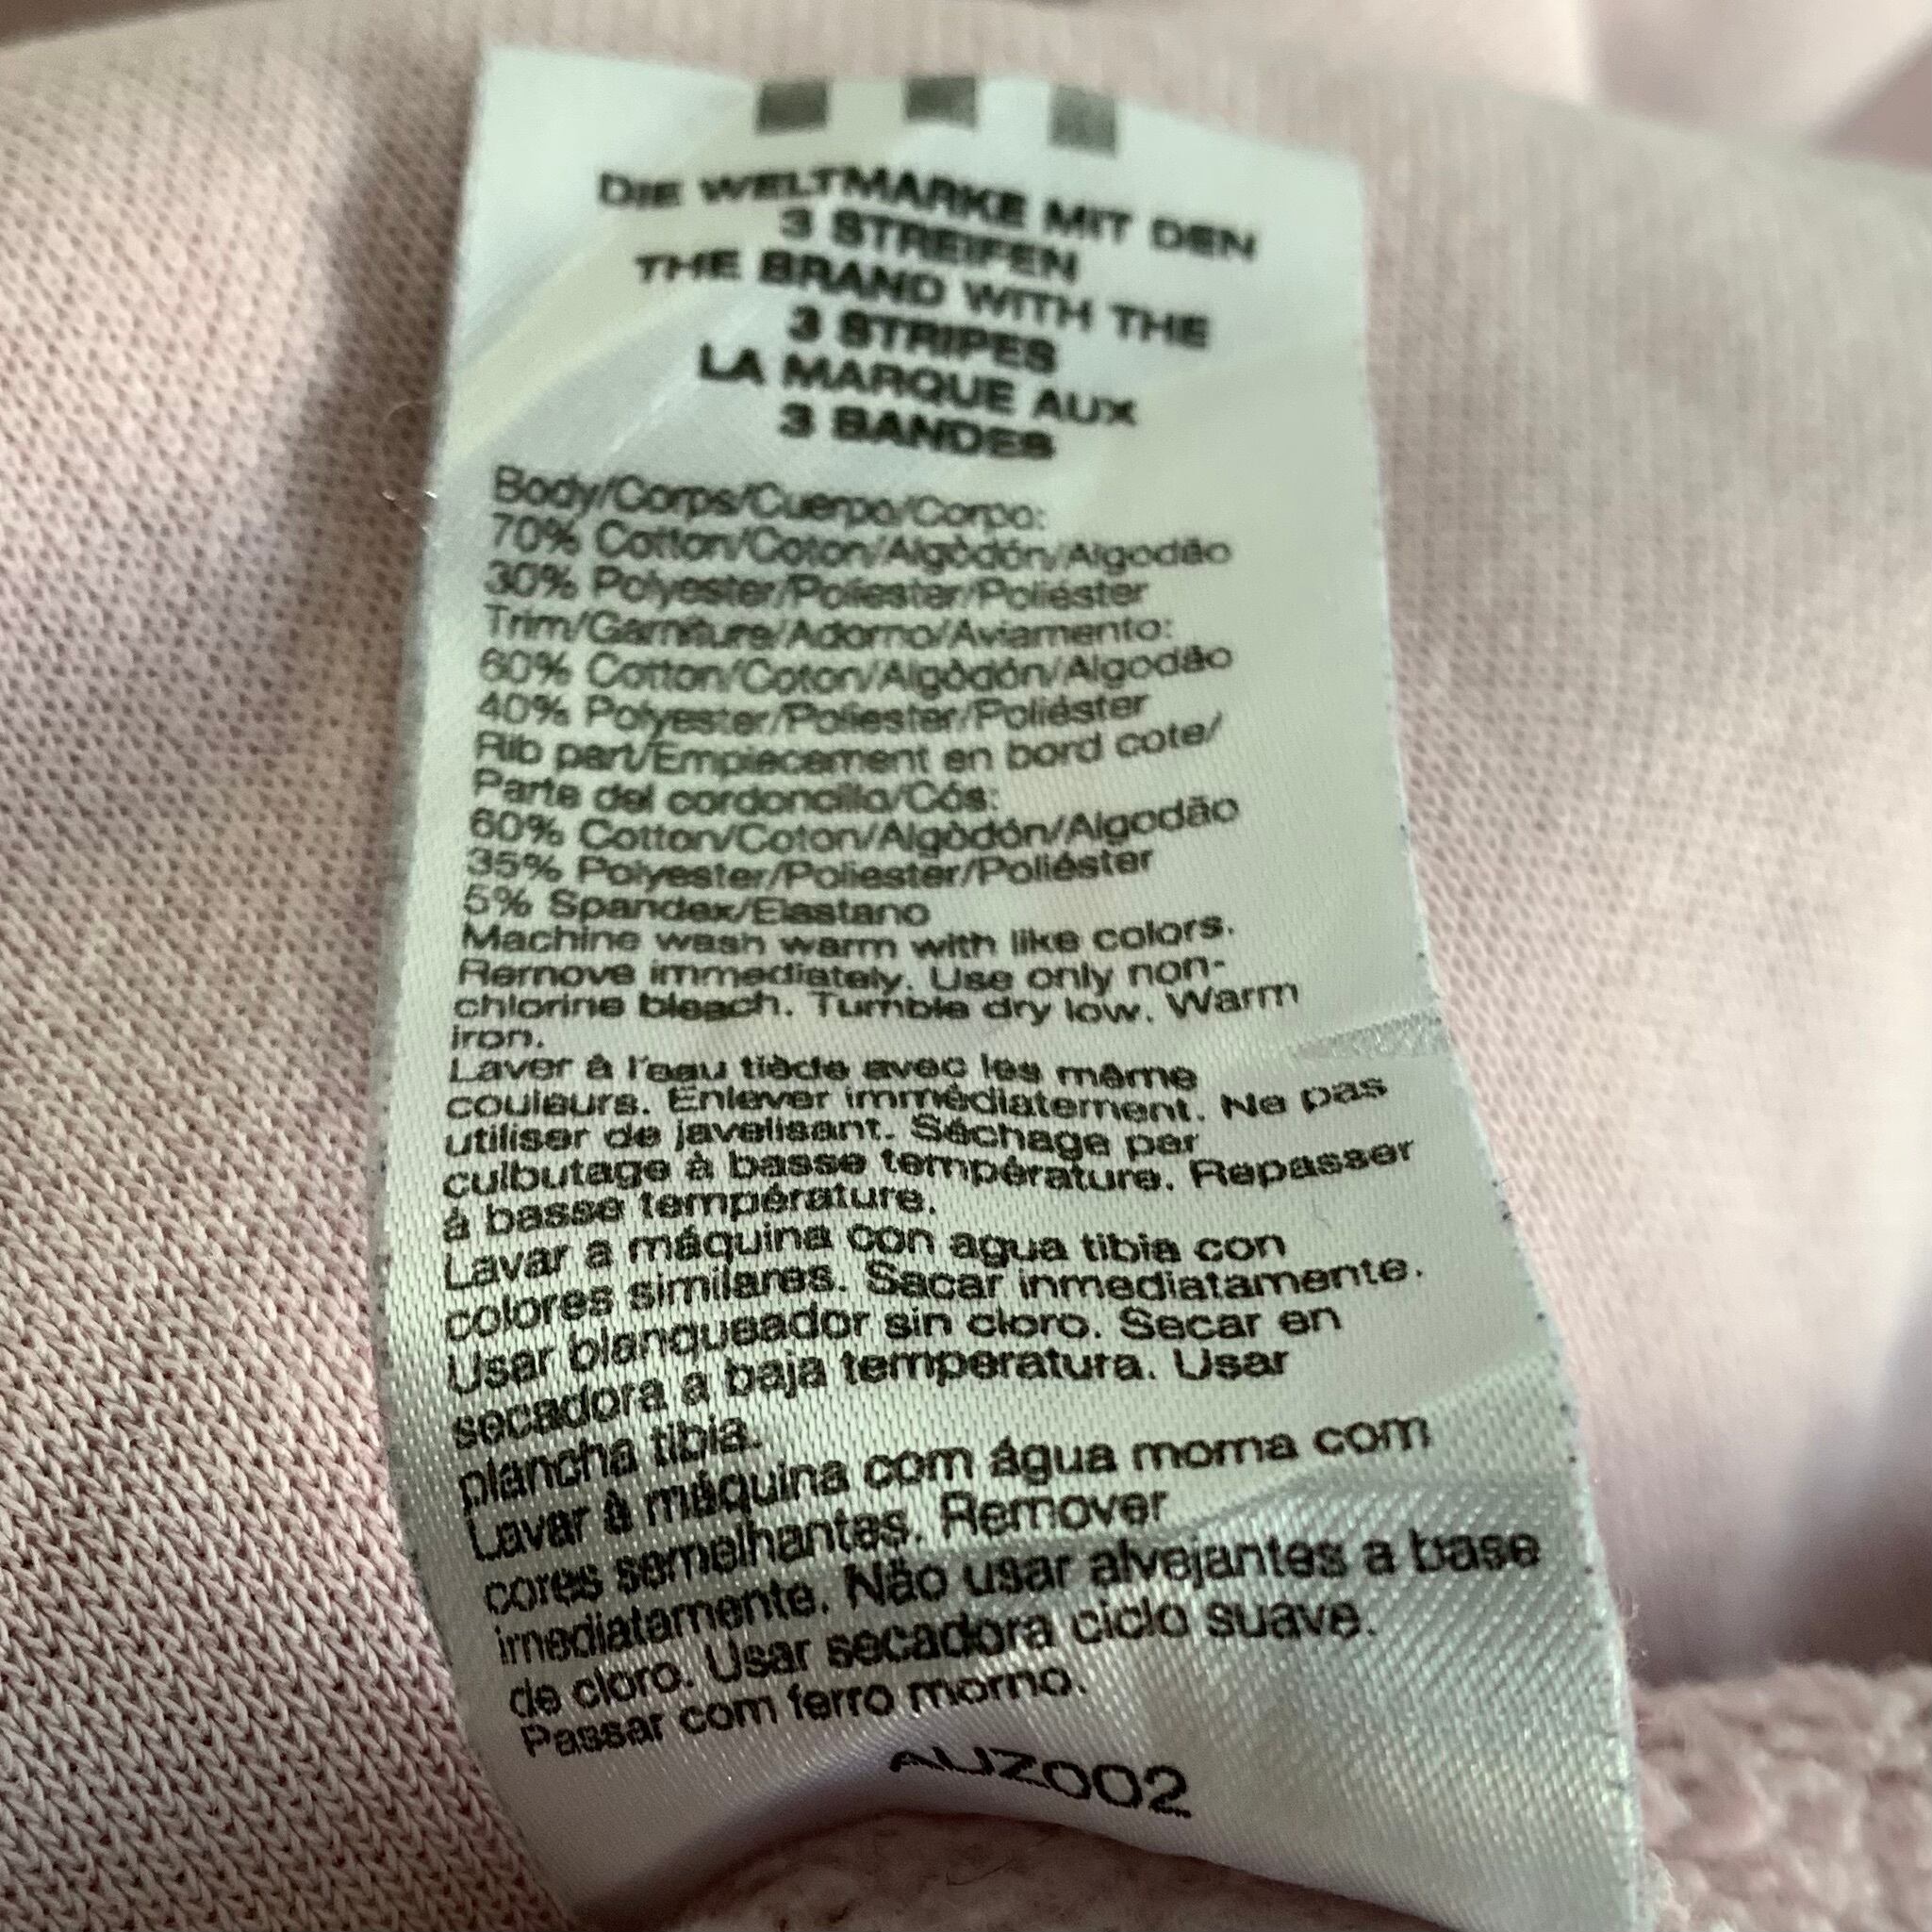 DIE WELTMARKE MIT DEN
3 STREIFEN
THE BRAND WITH THE
3 STRIPES
LA MARQUE AUX
3 BANDES
Body/Corps/Cuerpo/Corpo:
70% Cotton/Coton/Algòdón/Algodão
30% Polyester/Poliester/Poliéster
Trim/Garniture/Adorno/Aviamento:
60% Cotton/Coton/Algòdón/Algodão
40% Polyester/Poliester/Poliéster
Rib part/Empiecement en bord cote/
Parte del cordoncillo/Cós:
60% Cotton/Coton/Algòdón/Algodão
35% Polyester/Poliester/Poliéster
5% Spandex/Elastano
Machine wash warm with like colors.
Remove immediately. Use only non-
chlorine bleach. Tumble dry low. Warm
iron.
Laver à l'eau tiède avec les même
couleurs. Enlever immédiatement. Ne pas
utiliser de javelisant. Séchage par
culbutage à basse température. Repasser
à basse température.
Lavar a máquina con agua tibia con
colores similares. Sacar inmediatamente.
Usar blanqueador sin cloro. Secar en
secadora a baja temperatura. Usar
plancha tibia.
Lavar à máquina com água morna com
cores semelhantes. Remover
imediatamente. Não usar alvejantes a base
de cloro. Usar secadora ciclo suave.
Passar com ferro morno.
AUZ002